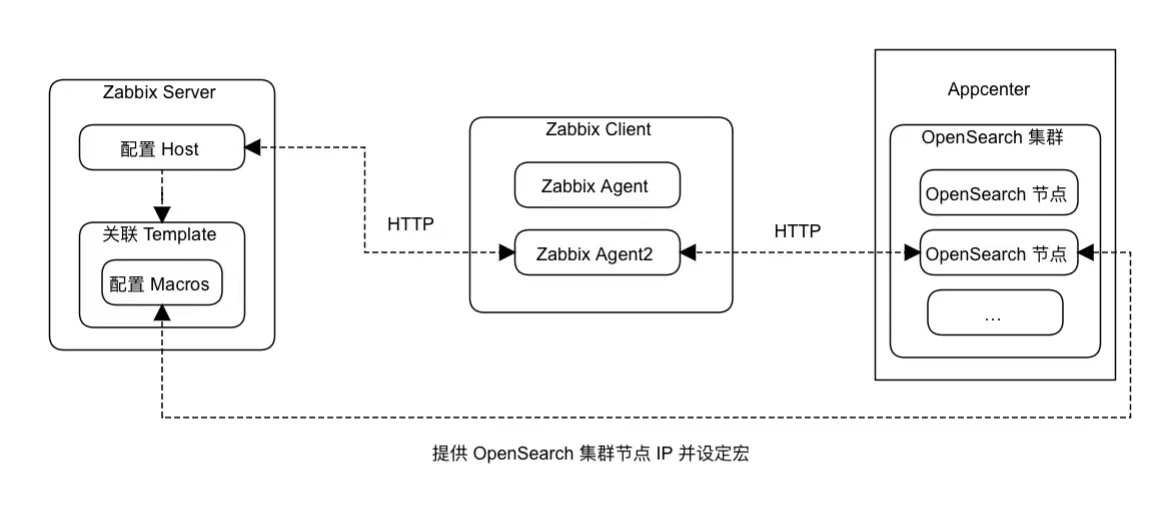 Zabbix Server
配置 Host
关联 Template
配置 Macros
HTTP
Zabbix Client
Zabbix Agent
Zabbix Agent2
HTTP
Appcenter
OpenSearch 集群
OpenSearch 节点
OpenSearch 节点
...
提供 OpenSearch 集群节点 IP 并设定宏